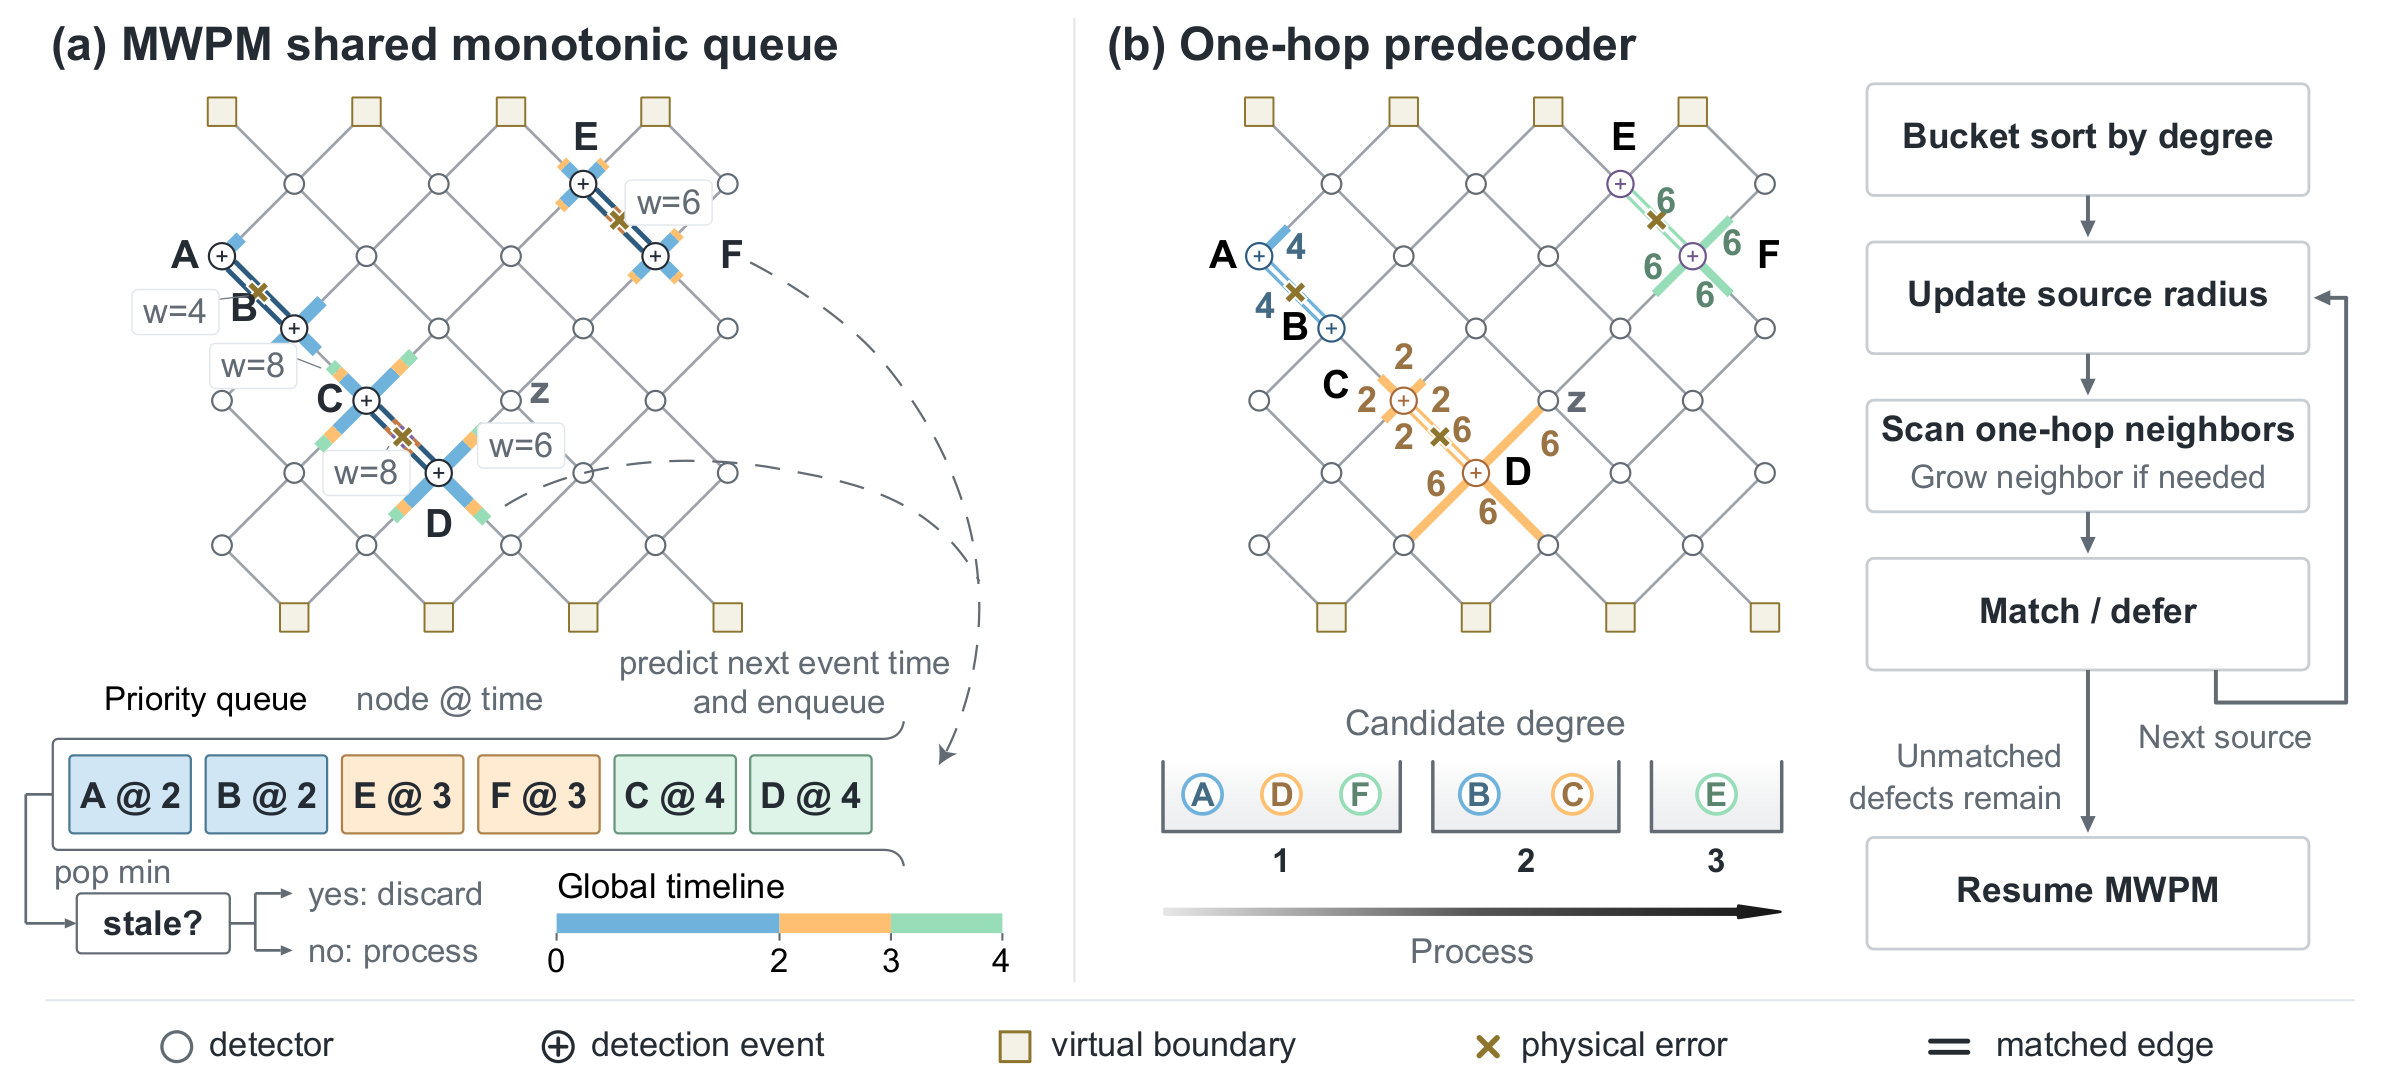 (a) MWPM shared monotonic queue
E
w=6
A
F
w=4
B
w=8
C
z
w=6
w=8
D
predict next event time
and enqueue
Priority queue
node @ time
A @ 2
B @ 2
E @ 3
F @ 3
C @ 4
D @ 4
pop min
stale?
yes: discard
no: process
Global timeline
0
2
3
4
(b) One-hop predecoder
E
6
A
4
6
F
6
6
4
B
2
C
2
2
z
2
6
6
6
D
6
Candidate degree
A
D
F
B
C
E
1
2
3
Process
Bucket sort by degree
Update source radius
Scan one-hop neighbors
Grow neighbor if needed
Match / defer
Next source
Unmatched
defects remain
Resume MWPM
detector
detection event
virtual boundary
physical error
matched edge